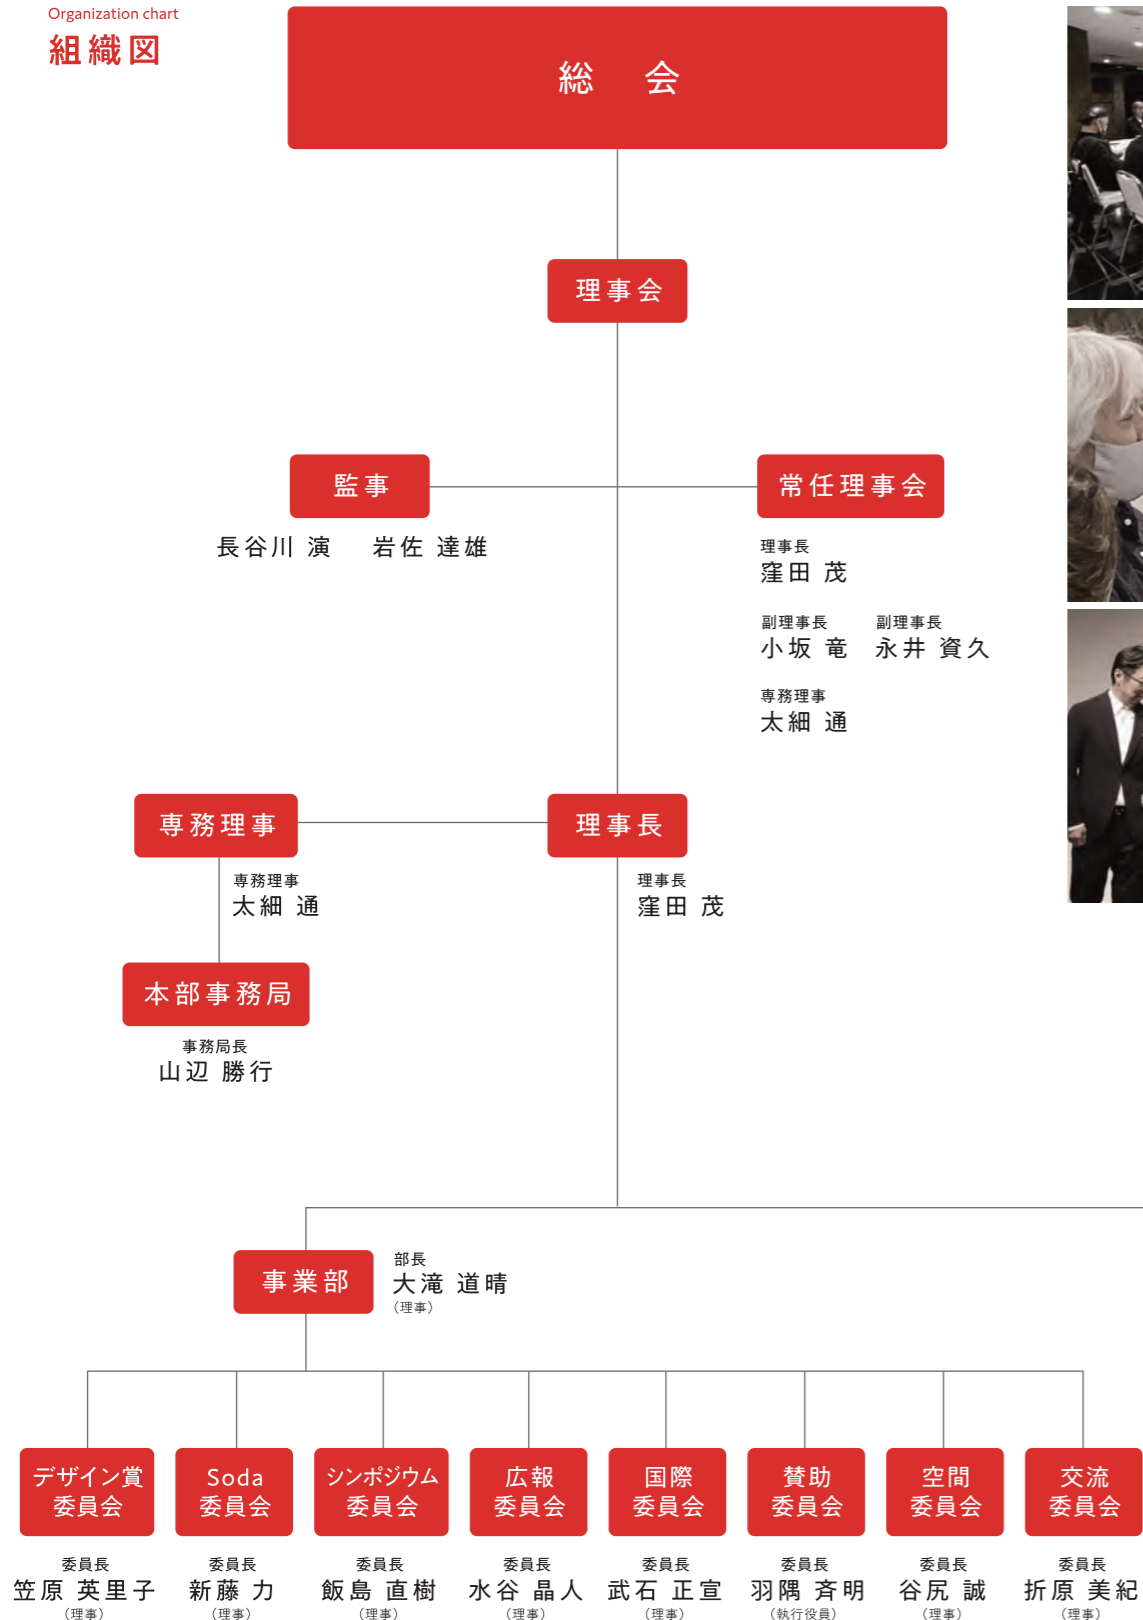 Organization chart
組織図
総 会
理事会
監事
長谷川 演 岩佐 達雄
常任理事会
理事長
窪田 茂
副理事長 副理事長
小坂 竜 永井 資久
専務理事
太細 通
専務理事
専務理事
太細 通
理事長
理事長
窪田 茂
本部事務局
事務局長
山辺 勝行
事業部
部長
大滝 道晴
(理事)
デザイン賞
委員会
委員長
笠原 英里子
(理事)
Soda
委員会
委員長
新藤 力
(理事)
シンポジウム
委員会
委員長
飯島 直樹
(理事)
広報
委員会
委員長
水谷 晶人
(理事)
国際
委員会
委員長
武石 正宣
(理事)
賛助
委員会
委員長
羽隅 斉明
(執行役員)
空間
委員会
委員長
谷尻 誠
(理事)
交流
委員会
委員長
折原 美紀
(理事)